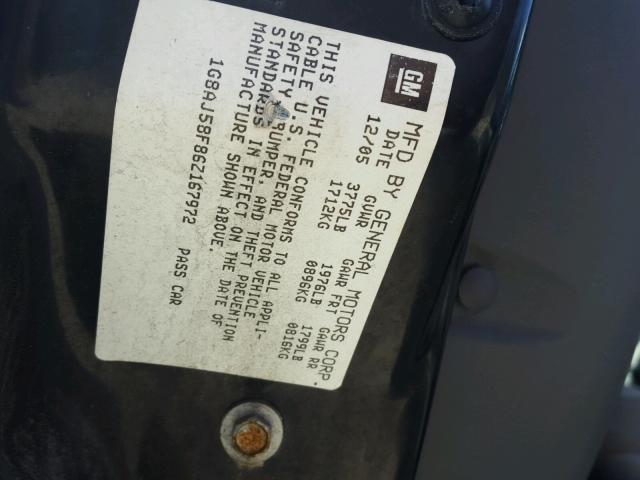 GM MFD BY GENERAL MOTORS CORP.
DATE GVWR GAWR FRT GAWR RR
12/05 3775LB 1976LB 1799LB
1712KG 0896KG 0816KG
THIS VEHICLE CONFORMS TO ALL APPLI-
CABLE U.S. FEDERAL MOTOR VEHICLE
SAFETY, BUMPER, AND THEFT PREVENTION
STANDARDS IN EFFECT ON THE DATE OF
MANUFACTURE SHOWN ABOVE.
1G8AJ58F86Z167972 PASS CAR